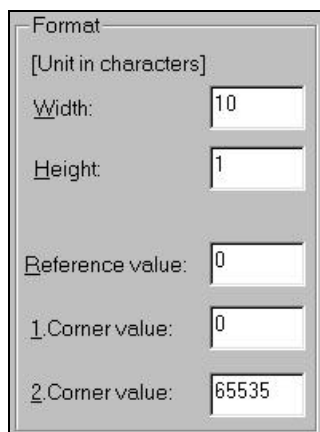 Format
[Unit in characters]
Width: 10
Height: 1
Reference value: 0
1.Corner value: 0
2.Corner value: 65535